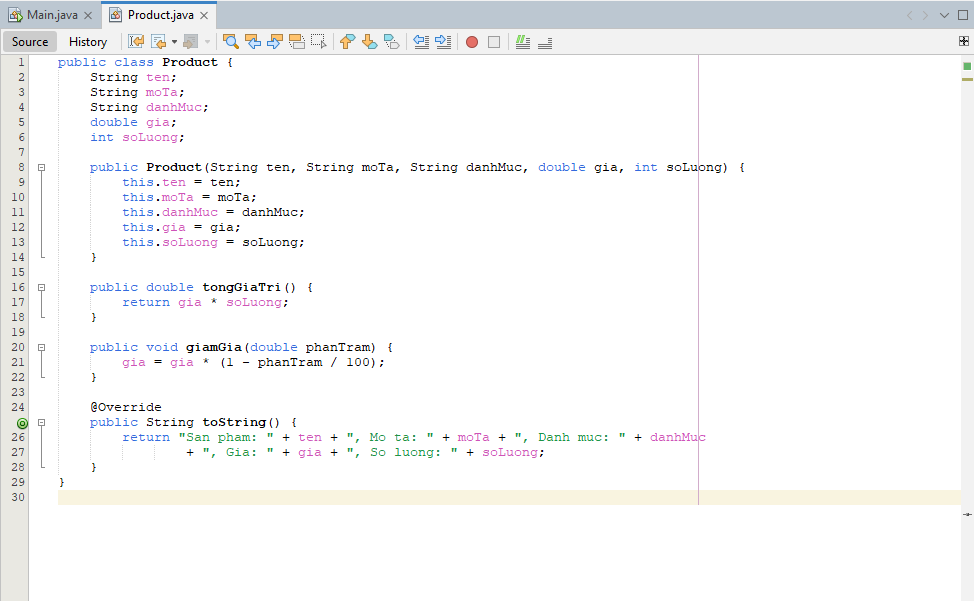 Main.java
Product.java
Source History
1 public class Product {
2     String ten;
3     String moTa;
4     String danhMuc;
5     double gia;
6     int soLuong;
7
8     public Product(String ten, String moTa, String danhMuc, double gia, int soLuong) {
9         this.ten = ten;
10         this.moTa = moTa;
11         this.danhMuc = danhMuc;
12         this.gia = gia;
13         this.soLuong = soLuong;
14     }
15
16     public double tongGiaTri() {
17         return gia * soLuong;
18     }
19
20     public void giamGia(double phanTram) {
21         gia = gia * (1 - phanTram / 100);
22     }
23
24     @Override
    public String toString() {
26         return "San pham: " + ten + ", Mo ta: " + moTa + ", Danh muc: " + danhMuc
27                 + ", Gia: " + gia + ", So luong: " + soLuong;
28     }
29 }
30